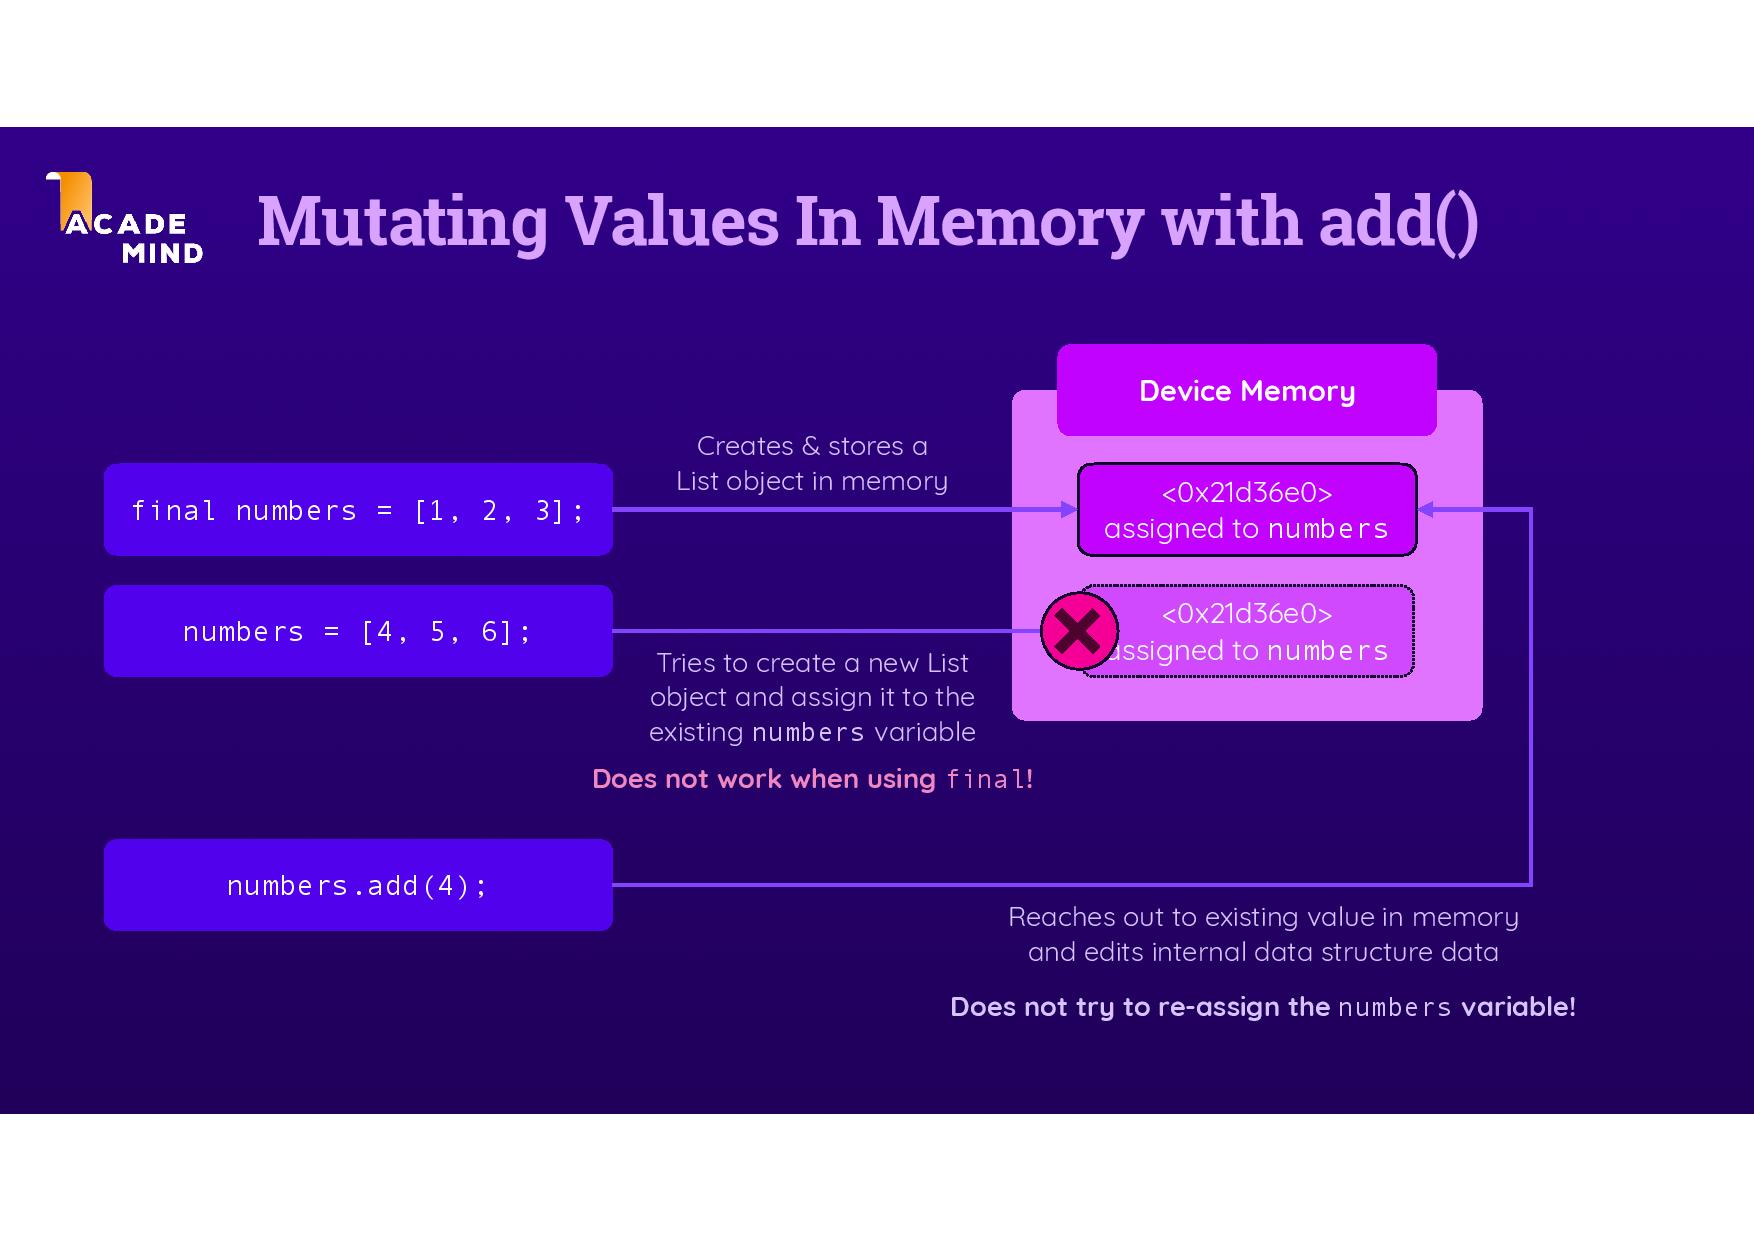 ACADE
MIND
Mutating Values In Memory with add()
Device Memory
Creates & stores a
List object in memory
final numbers = [1, 2, 3];
<0x21d36e0>
assigned to numbers
numbers = [4, 5, 6];
<0x21d36e0>
assigned to numbers
Tries to create a new List
object and assign it to the
existing numbers variable
Does not work when using final!
numbers.add(4);
Reaches out to existing value in memory
and edits internal data structure data
Does not try to re-assign the numbers variable!